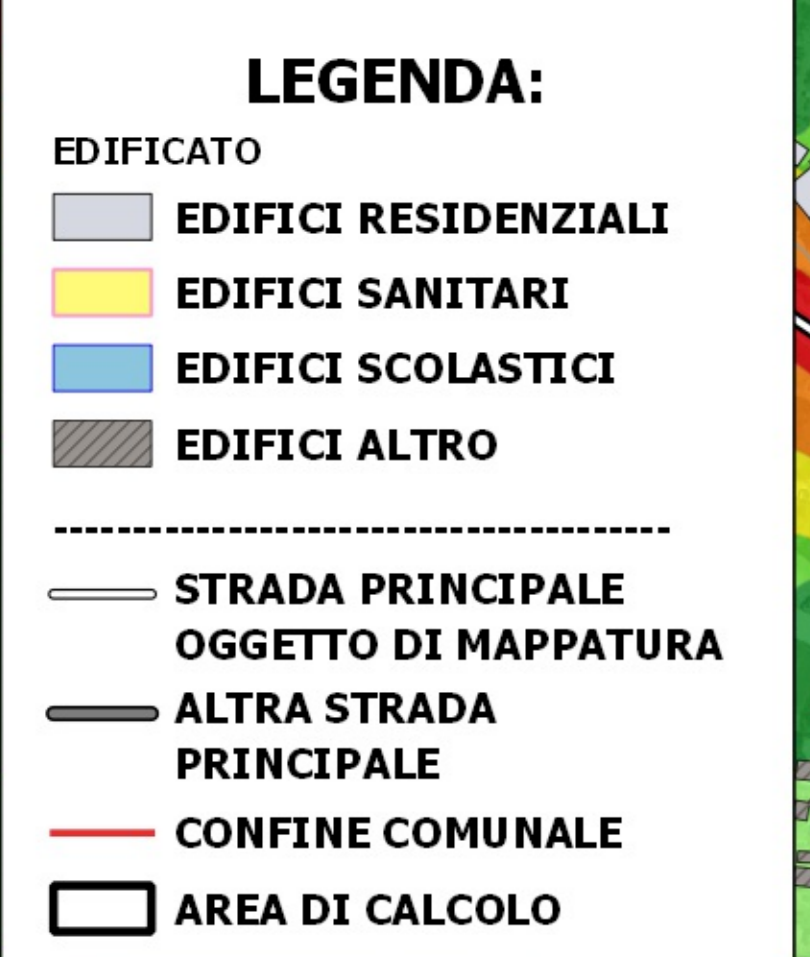 LEGENDA:
EDIFICATO
EDIFICI RESIDENZIALI
EDIFICI SANITARI
EDIFICI SCOLASTICI
EDIFICI ALTRO
---------------------------------------
STRADA PRINCIPALE
OGGETTO DI MAPPATURA
ALTRA STRADA
PRINCIPALE
CONFINE COMUNALE
AREA DI CALCOLO